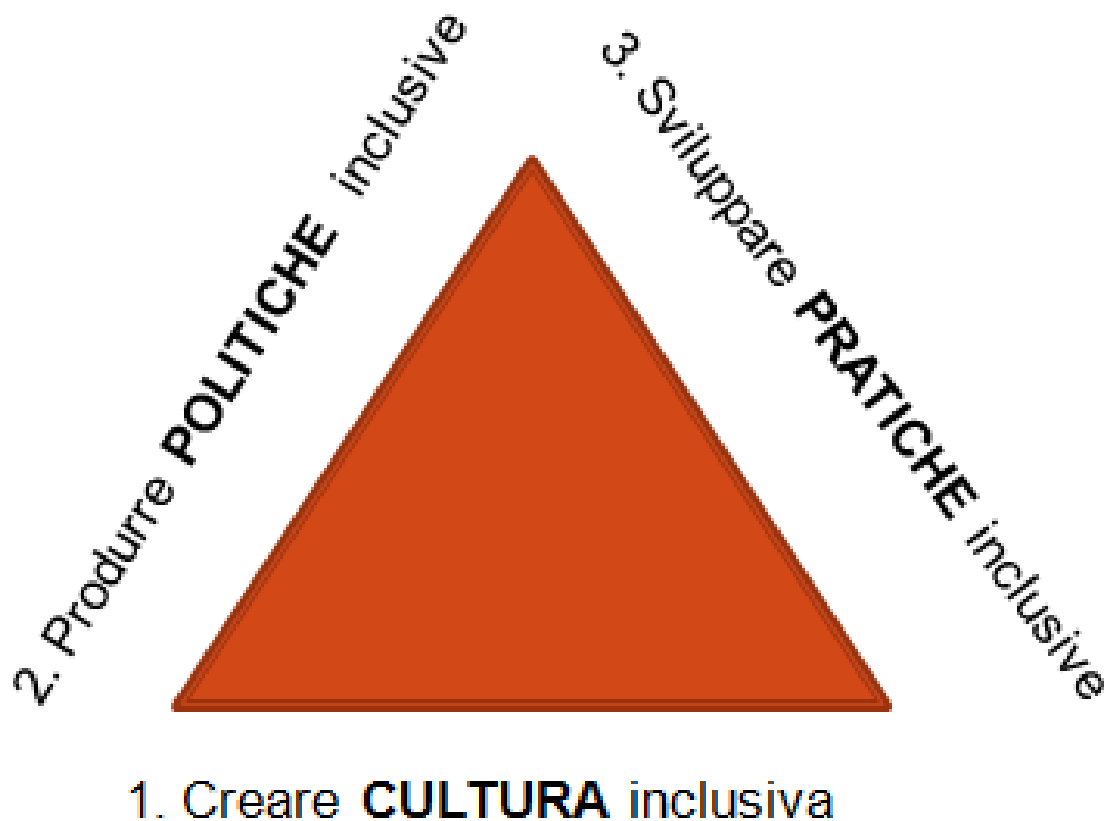 2. Produrre POLITICHE inclusive
3. Sviluppare PRATICHE inclusive
1. Creare CULTURA inclusiva